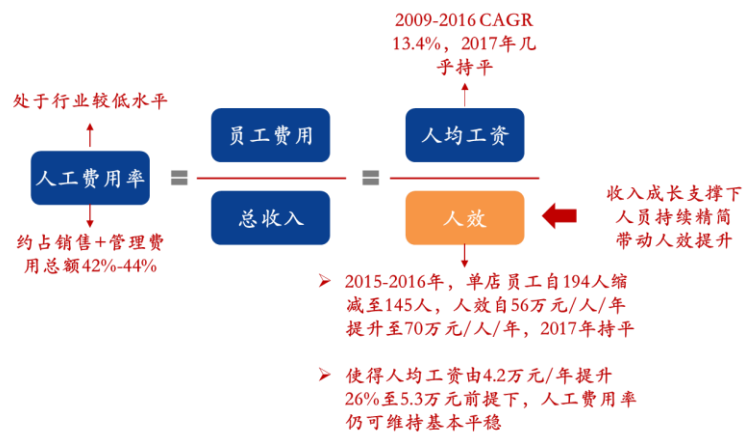 2009-2016 CAGR
13.4%，2017年几
乎持平
处于行业较低水平
员工费用
人均工资
人工费用率
=
=
总收入
人效
收入成长支撑下
人员持续精简
带动人效提升
约占销售+管理费
用总额42%-44%
➢ 2015-2016年，单店员工自194人缩
减至145人，人效自56万元/人/年
提升至70万元/人/年，2017年持平
➢ 使得人均工资由4.2万元/年提升
26%至5.3万元前提下，人工费用率
仍可维持基本平稳